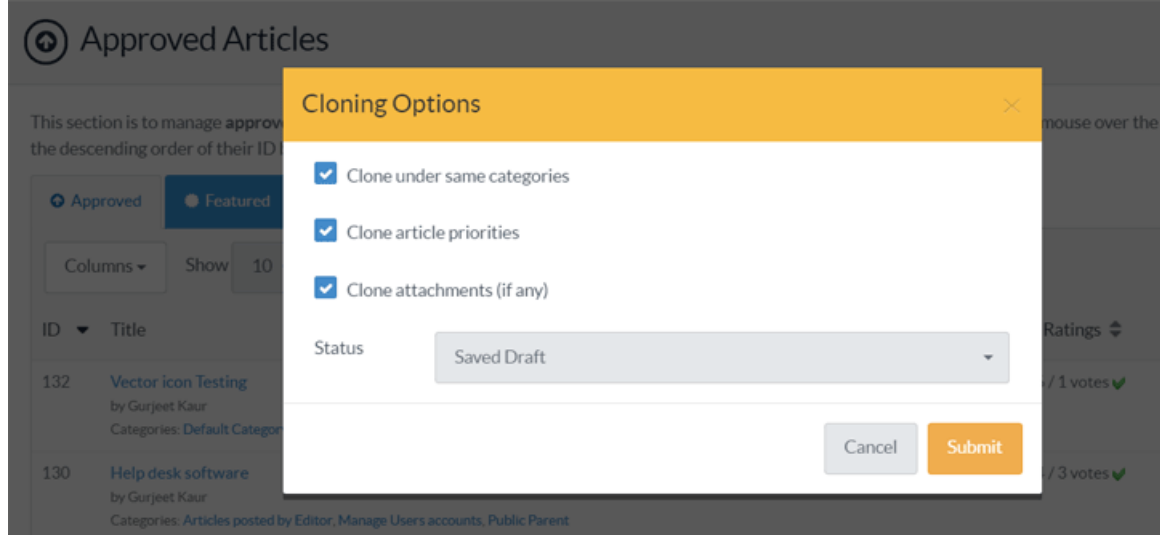 Approved Articles
Cloning Options
This section is to manage approv
mouse over the
the descending order of their ID
Clone under same categories
Approved
Featured
Clone article priorities
Columns
Show
10
Clone attachments (if any)
ID
Title
Ratings
Status
Saved Draft
132
Vector icon Testing
/ 1 votes
by Gurjeet Kaur
Categories: Default Categor
Cancel
Submit
130
Help desk software
/ 3 votes
by Gurjeet Kaur
Categories: Articles posted by Editor, Manage Users accounts, Public Parent